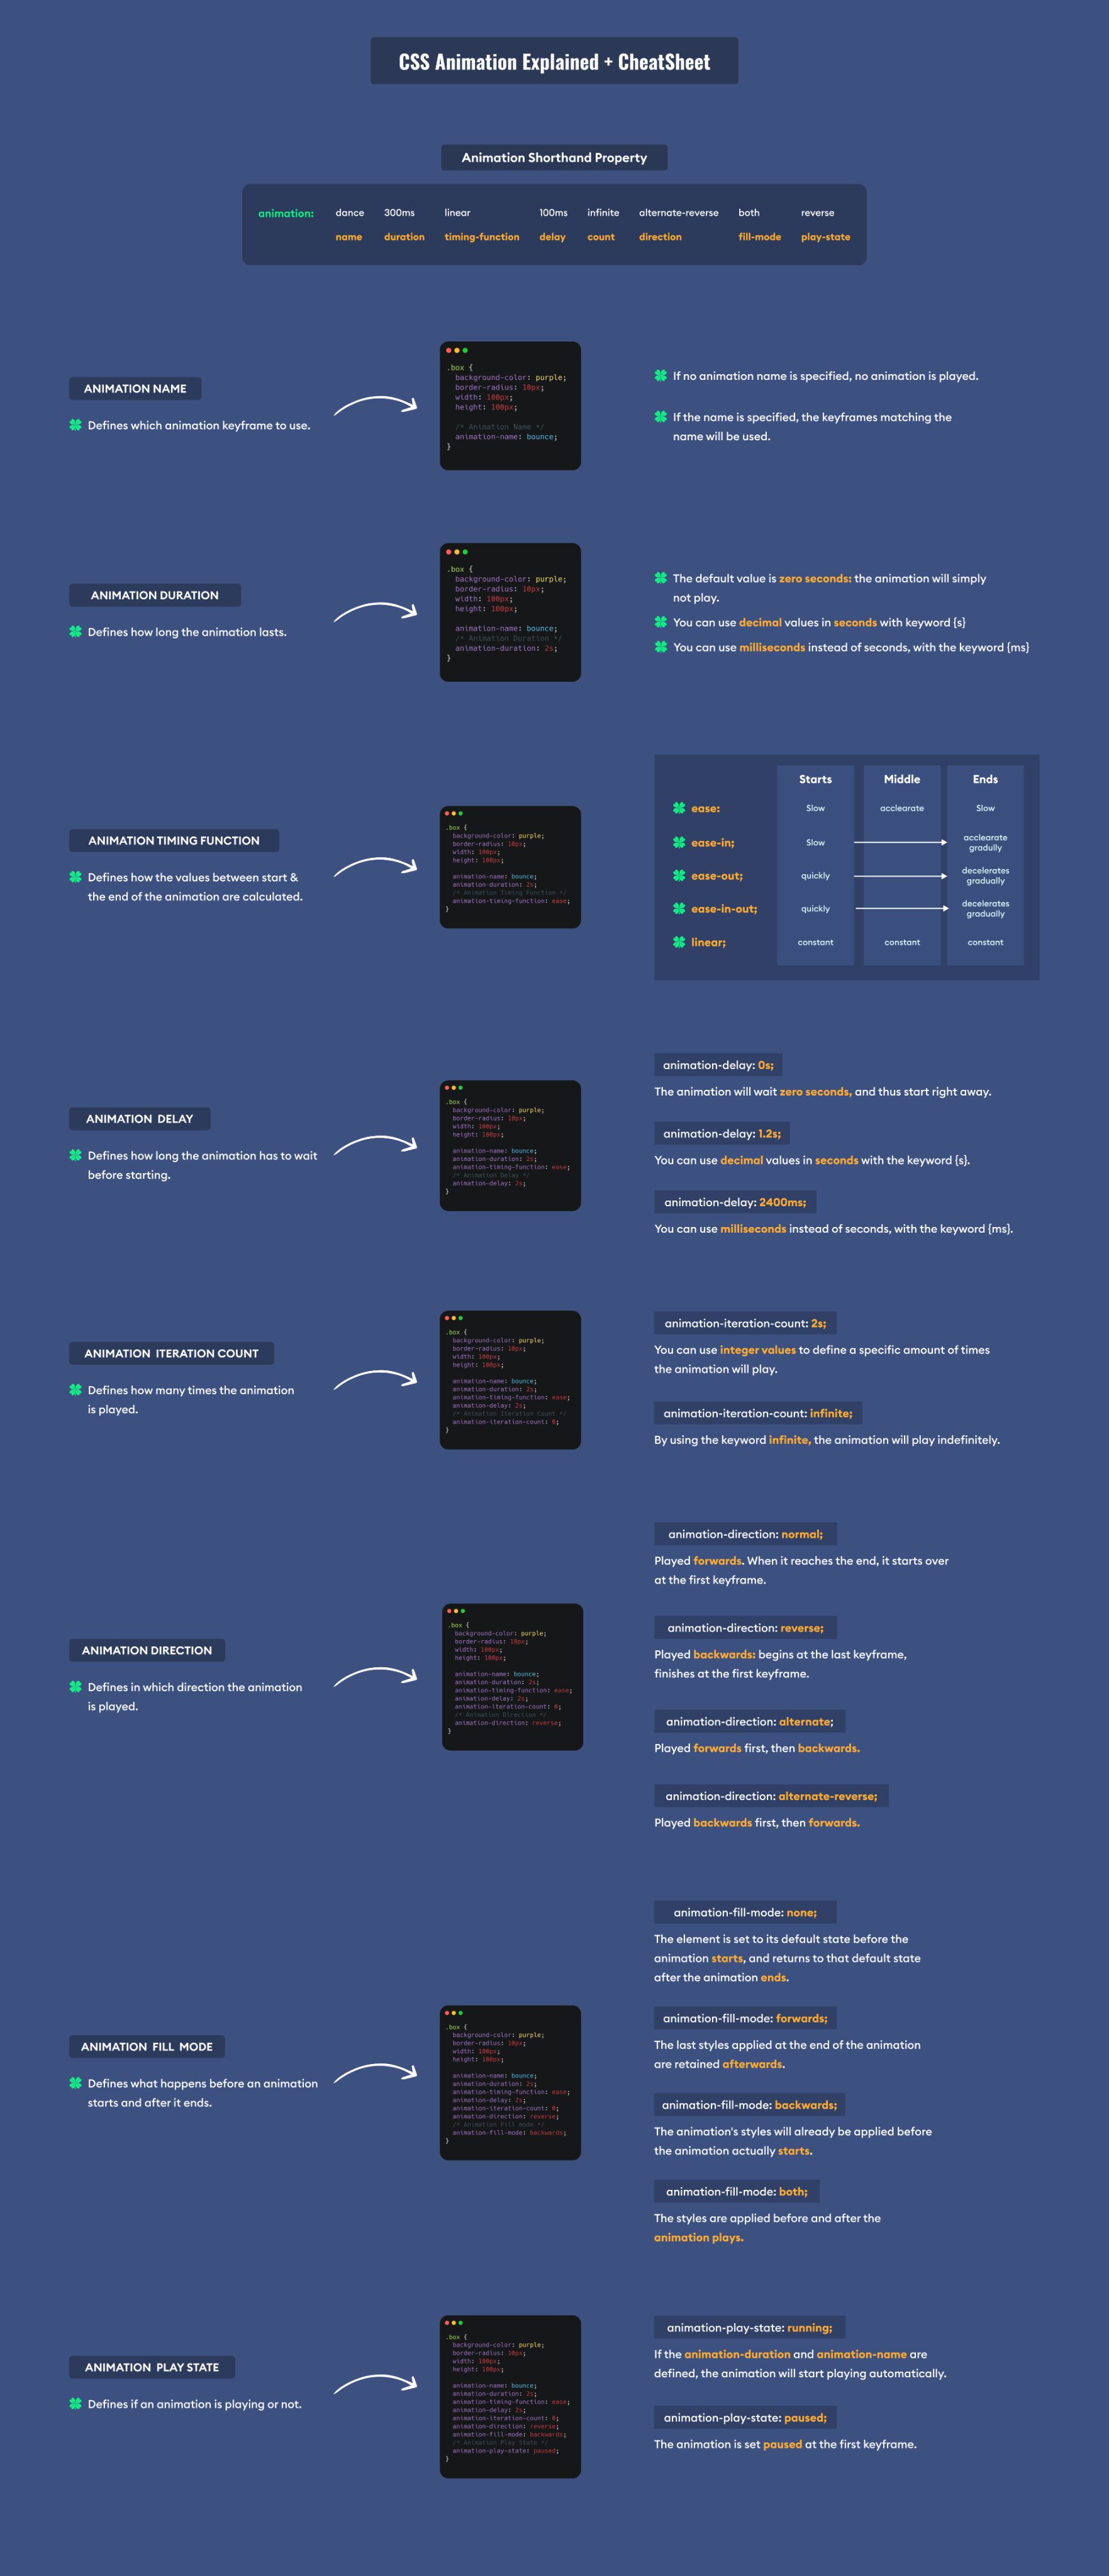 CSS Animation Explained + CheatSheet
Animation Shorthand Property
animation: dance 300ms linear 100ms infinite alternate-reverse both reverse
name duration timing-function delay count direction fill-mode play-state
ANIMATION NAME
Defines which animation keyframe to use.
.box {
background-color: purple;
border-radius: 10px;
width: 100px;
height: 100px;
/* Animation Name */
animation-name: bounce;
}
If no animation name is specified, no animation is played.
If the name is specified, the keyframes matching the
name will be used.
ANIMATION DURATION
Defines how long the animation lasts.
.box {
background-color: purple;
border-radius: 10px;
width: 100px;
height: 100px;
animation-name: bounce;
/* Animation Duration */
animation-duration: 2s;
}
The default value is zero seconds: the animation will simply
not play.
You can use decimal values in seconds with keyword {s}
You can use milliseconds instead of seconds, with the keyword {ms}
ANIMATION TIMING FUNCTION
Defines how the values between start &
the end of the animation are calculated.
.box {
background-color: purple;
border-radius: 10px;
width: 100px;
height: 100px;
animation-name: bounce;
animation-duration: 2s;
/* Animation Timing Function */
animation-timing-function: ease;
}
Starts Middle Ends
ease: Slow acclearate Slow
ease-in; Slow acclearate
gradully
ease-out; quickly decelerates
gradually
ease-in-out; quickly decelerates
gradually
linear; constant constant constant
ANIMATION DELAY
Defines how long the animation has to wait
before starting.
.box {
background-color: purple;
border-radius: 10px;
width: 100px;
height: 100px;
animation-name: bounce;
animation-duration: 2s;
animation-timing-function: ease;
/* Animation Delay */
animation-delay: 2s;
}
animation-delay: 0s;
The animation will wait zero seconds, and thus start right away.
animation-delay: 1.2s;
You can use decimal values in seconds with the keyword {s}.
animation-delay: 2400ms;
You can use milliseconds instead of seconds, with the keyword {ms}.
ANIMATION ITERATION COUNT
Defines how many times the animation
is played.
.box {
background-color: purple;
border-radius: 10px;
width: 100px;
height: 100px;
animation-name: bounce;
animation-duration: 2s;
animation-timing-function: ease;
animation-delay: 2s;
/* Animation Iteration Count */
animation-iteration-count: 0;
}
animation-iteration-count: 2s;
You can use integer values to define a specific amount of times
the animation will play.
animation-iteration-count: infinite;
By using the keyword infinite, the animation will play indefinitely.
ANIMATION DIRECTION
Defines in which direction the animation
is played.
.box {
background-color: purple;
border-radius: 10px;
width: 100px;
height: 100px;
animation-name: bounce;
animation-duration: 2s;
animation-timing-function: ease;
animation-delay: 2s;
animation-iteration-count: 0;
/* Animation Direction */
animation-direction: reverse;
}
animation-direction: normal;
Played forwards. When it reaches the end, it starts over
at the first keyframe.
animation-direction: reverse;
Played backwards: begins at the last keyframe,
finishes at the first keyframe.
animation-direction: alternate;
Played forwards first, then backwards.
animation-direction: alternate-reverse;
Played backwards first, then forwards.
ANIMATION FILL MODE
Defines what happens before an animation
starts and after it ends.
.box {
background-color: purple;
border-radius: 10px;
width: 100px;
height: 100px;
animation-name: bounce;
animation-duration: 2s;
animation-timing-function: ease;
animation-delay: 2s;
animation-iteration-count: 0;
animation-direction: reverse;
/* Animation Fill mode */
animation-fill-mode: backwards;
}
animation-fill-mode: none;
The element is set to its default state before the
animation starts, and returns to that default state
after the animation ends.
animation-fill-mode: forwards;
The last styles applied at the end of the animation
are retained afterwards.
animation-fill-mode: backwards;
The animation's styles will already be applied before
the animation actually starts.
animation-fill-mode: both;
The styles are applied before and after the
animation plays.
ANIMATION PLAY STATE
Defines if an animation is playing or not.
.box {
background-color: purple;
border-radius: 10px;
width: 100px;
height: 100px;
animation-name: bounce;
animation-duration: 2s;
animation-timing-function: ease;
animation-delay: 2s;
animation-iteration-count: 0;
animation-direction: reverse;
animation-fill-mode: backwards;
/* Animation Play State */
animation-play-state: paused;
}
animation-play-state: running;
If the animation-duration and animation-name are
defined, the animation will start playing automatically.
animation-play-state: paused;
The animation is set paused at the first keyframe.